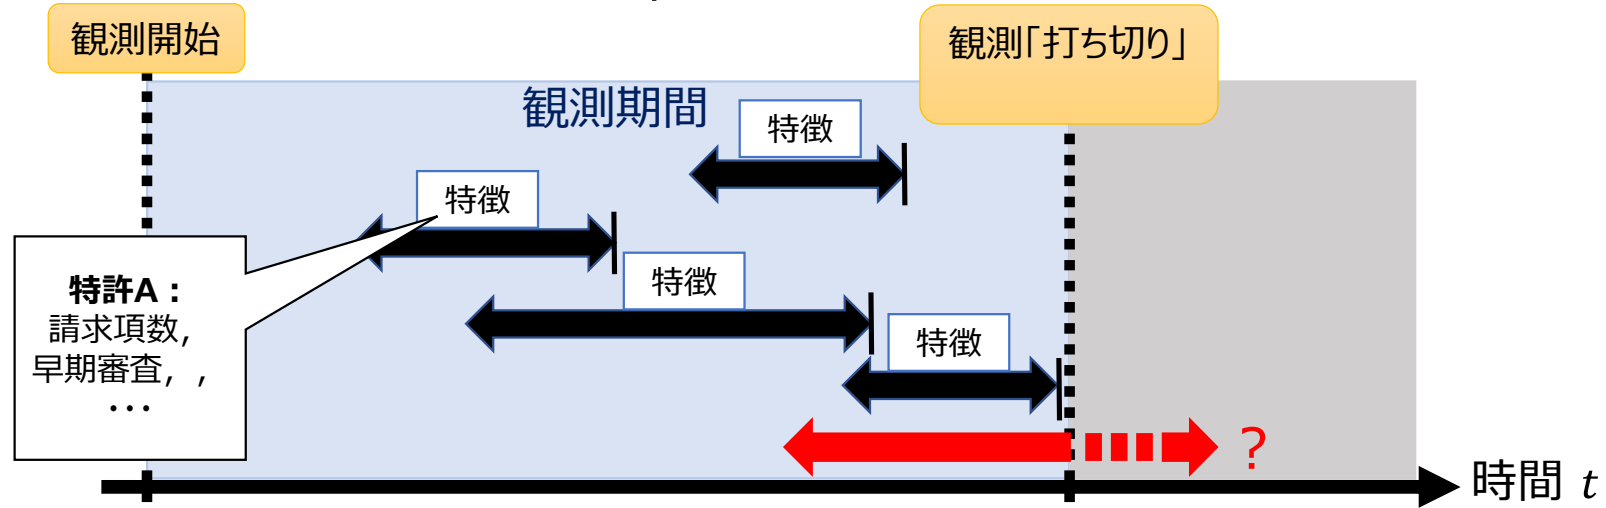 観測開始
観測「打ち切り」
観測期間
特徴
特徴
特徴
特徴
特許A：
請求項数，
早期審査，，
・・・
？
時間 t